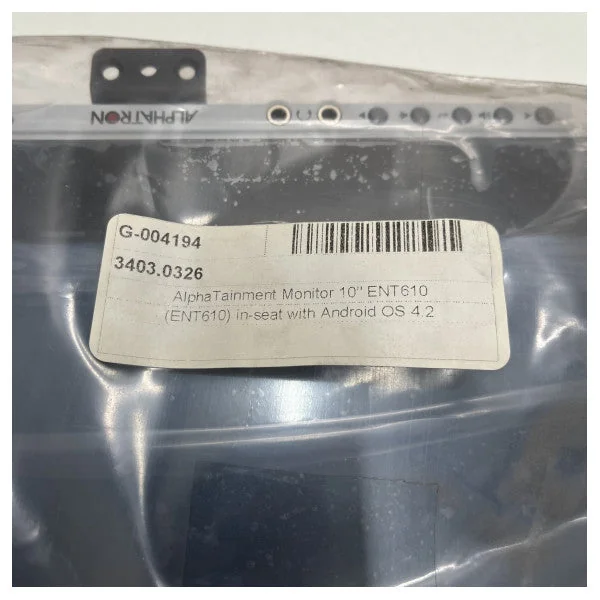 ALPHATRON
G-004194
3403.0326
AlphaTainment Monitor 10" ENT610
(ENT610) in-seat with Android OS 4.2